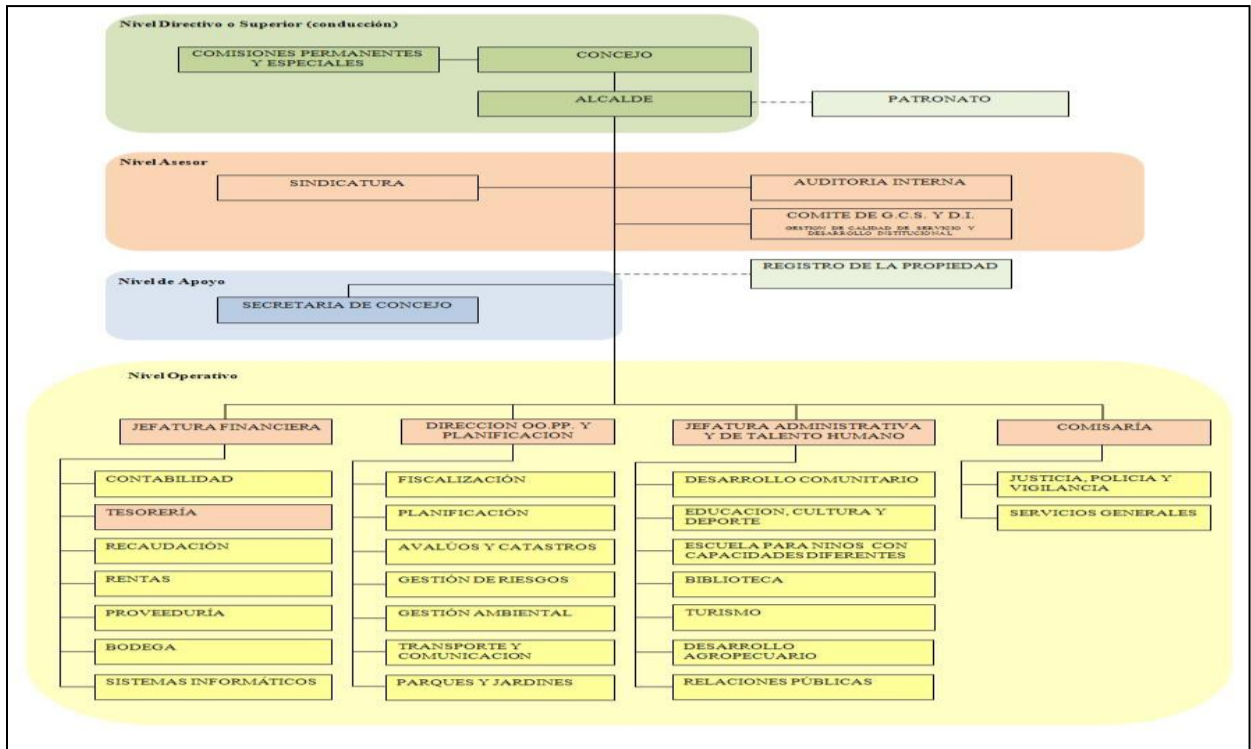 Nivel Directivo o Superior (conducción)
COMISIONES PERMANENTES
Y ESPECIALES
CONCEJO
ALCALDE
PATRONATO
Nivel Asesor
SINDICATURA
AUDITORIA INTERNA
COMITE DE G.C.S. Y D.I.
GESTION DE CALIDAD DE SERVICIO Y
DESARROLLO INSTITUCIONAL
REGISTRO DE LA PROPIEDAD
Nivel de Apoyo
SECRETARIA DE CONCEJO
Nivel Operativo
JEFATURA FINANCIERA
CONTABILIDAD
TESORERÍA
RECAUDACIÓN
RENTAS
PROVEEDURÍA
BODEGA
SISTEMAS INFORMÁTICOS
DIRECCION OO.PP. Y
PLANIFICACION
FISCALIZACIÓN
PLANIFICACIÓN
AVALÚOS Y CATASTROS
GESTIÓN DE RIESGOS
GESTIÓN AMBIENTAL
TRANSPORTE Y
COMUNICACION
PARQUES Y JARDINES
JEFATURA ADMINISTRATIVA
Y DE TALENTO HUMANO
DESARROLLO COMUNITARIO
EDUCACION, CULTURA Y
DEPORTE
ESCUELA PARA NINOS CON
CAPACIDADES DIFERENTES
BIBLIOTECA
TURISMO
DESARROLLO
AGROPECUARIO
RELACIONES PÚBLICAS
COMISARÍA
JUSTICIA, POLICIA Y
VIGILANCIA
SERVICIOS GENERALES